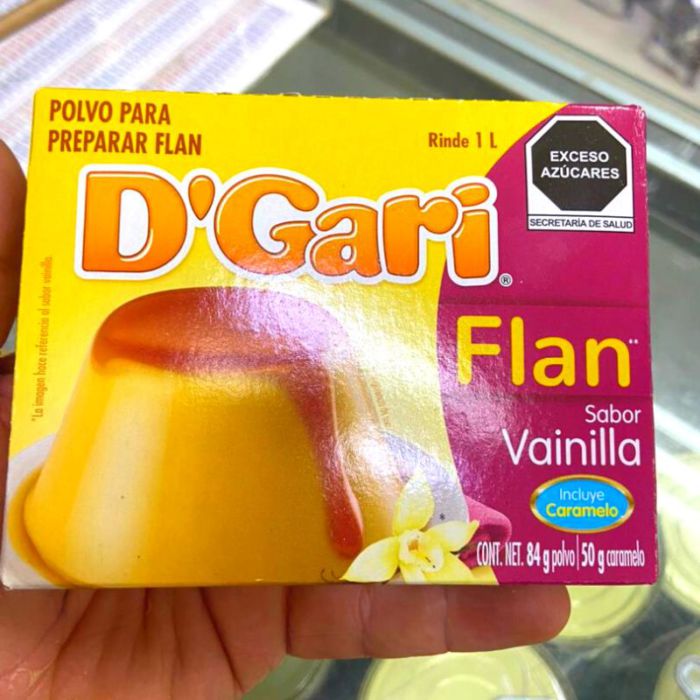 POLVO PARA
PREPARAR FLAN
Rinde 1 L
EXCESO
AZÚCARES
SECRETARÍA DE SALUD
D'Gari®
Flan
Sabor
Vainilla
Incluye
Caramelo
CONT. NET. 84 g polvo | 50 g caramelo
*La imagen hace referencia al sabor vainilla.